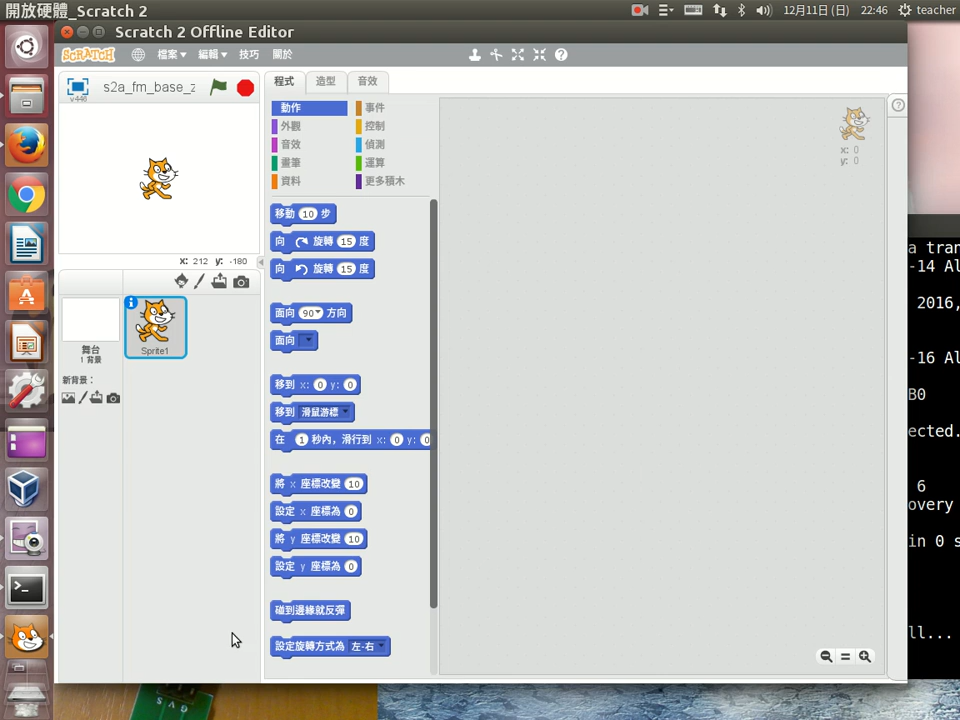 開放硬體_Scratch 2
12月11日 (日)
22:46
teacher
Scratch 2 Offline Editor
SCRATCH
檔案▼
編輯▼
技巧
關於
v446
s2a_fm_base_z
程式
造型
音效
動作
事件
外觀
控制
音效
偵測
畫筆
運算
資料
更多積木
x: 0
y: 0
移動 10 步
向 旋轉 15 度
向 旋轉 15 度
面向 90▼ 方向
面向
移到 x: 0 y: 0
移到 滑鼠游標
在 1 秒內,滑行到 x: 0 y: 0
將 x 座標改變 10
設定 x 座標為 0
將 y 座標改變 10
設定 y 座標為 0
碰到邊緣就反彈
設定旋轉方式為 左-右
x: 212 y: -180
舞台
1 背景
新背景:
Sprite1
a tran
-14 Al
2016,
-16 Al
B0
ected.
6
overy
in 0 s
ll...
GVS